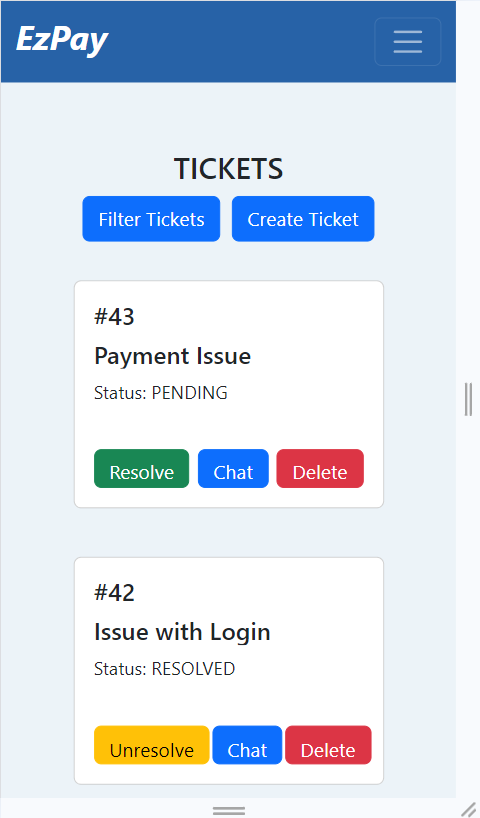 EzPay
TICKETS
Filter Tickets Create Ticket
#43
Payment Issue
Status: PENDING
Resolve Chat Delete
#42
Issue with Login
Status: RESOLVED
Unresolve Chat Delete